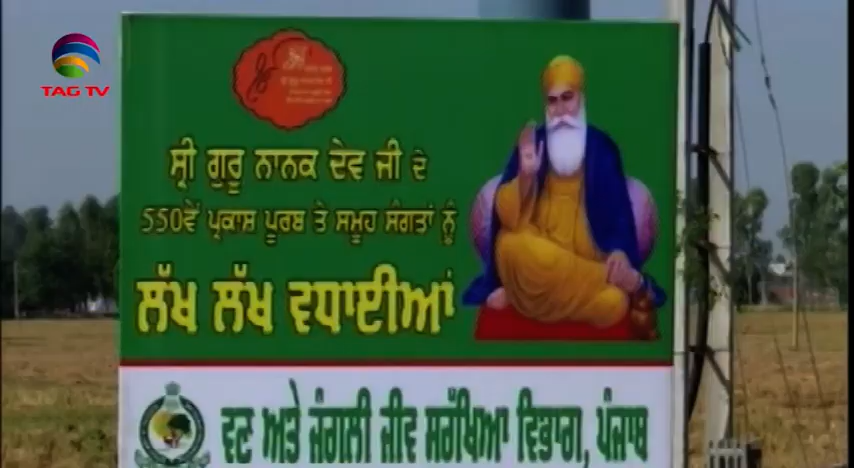 TAG TV
ਸ਼੍ਰੀ ਗੁਰੂ ਨਾਨਕ ਦੇਵ ਜੀ ਦੇ
550ਵੇਂ ਪ੍ਰਕਾਸ਼ ਪੂਰਬ ਤੇ ਸਮੂਹ ਸੰਗਤਾਂ ਨੂੰ
ਲੱਖ ਲੱਖ ਵਧਾਈਆਂ
ਵਣ ਅਤੇ ਜੰਗਲੀ ਜੀਵ ਸੁਰੱਖਿਆ ਵਿਭਾਗ, ਪੰਜਾਬ